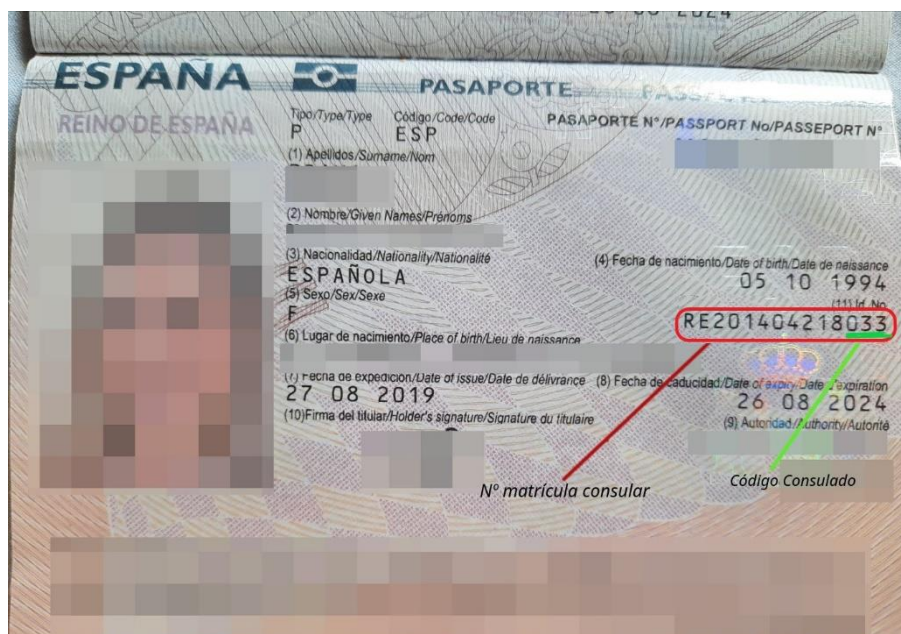 ESPAÑA
PASAPORTE
REINO DE ESPAÑA
Tipo/Type/Type Código/Code/Code PASAPORTE Nº/PASSPORT No/PASSEPORT Nº
P ESP
(1) Apellidos/Surname/Nom
(2) Nombre/Given Names/Prénoms
(3) Nacionalidad/Nationality/Nationalité (4) Fecha de nacimiento/Date of birth/Date de naissance
ESPAÑOLA 05 10 1994
(5) Sexo/Sex/Sexe (11) Id. No
F RE201404218033
(6) Lugar de nacimiento/Place of birth/Lieu de naissance
(7) Fecha de expedición/Date of issue/Date de délivrance (8) Fecha de caducidad/Date of expiry/Date d'expiration
27 08 2019 26 08 2024
(10)Firma del titular/Holder's signature/Signature du titulaire (9) Autoridad/Authority/Autorité
Nº matrícula consular Código Consulado